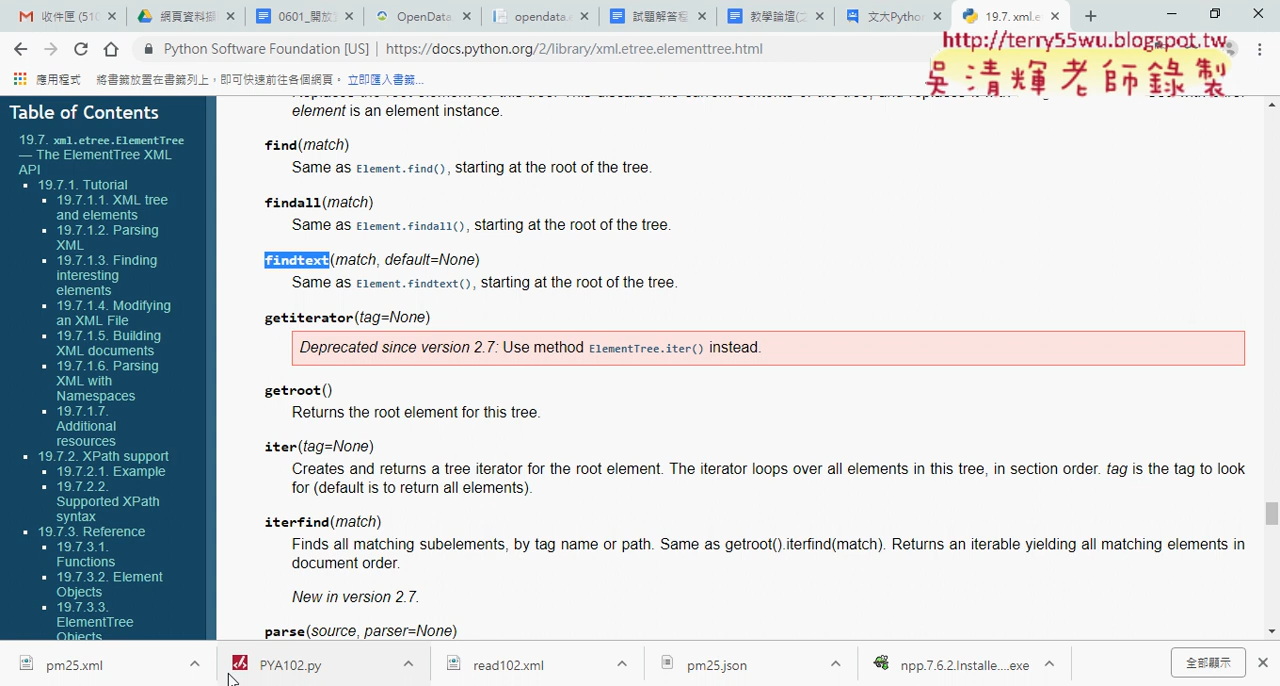 收件匣 (510
網頁資料擷
0601_開放
OpenData
opendata.c
試題解答程
教學論壇(之
文大Python
19.7. xml.e
Python Software Foundation [US] | https://docs.python.org/2/library/xml.etree.elementtree.html
http://terry55wu.blogspot.tw
吳清輝老師錄製
應用程式 將書籤放置在書籤列上，即可快速前往各個網頁。 立即匯入書籤...
Table of Contents
19.7. xml.etree.ElementTree
— The ElementTree XML
API
19.7.1. Tutorial
19.7.1.1. XML tree
and elements
19.7.1.2. Parsing
XML
19.7.1.3. Finding
interesting
elements
19.7.1.4. Modifying
an XML File
19.7.1.5. Building
XML documents
19.7.1.6. Parsing
XML with
Namespaces
19.7.1.7.
Additional
resources
19.7.2. XPath support
19.7.2.1. Example
19.7.2.2.
Supported XPath
syntax
19.7.3. Reference
19.7.3.1.
Functions
19.7.3.2. Element
Objects
19.7.3.3.
ElementTree
Objects
element is an element instance.
find(match)
Same as Element.find(), starting at the root of the tree.
findall(match)
Same as Element.findall(), starting at the root of the tree.
findtext(match, default=None)
Same as Element.findtext(), starting at the root of the tree.
getiterator(tag=None)
Deprecated since version 2.7: Use method ElementTree.iter() instead.
getroot()
Returns the root element for this tree.
iter(tag=None)
Creates and returns a tree iterator for the root element. The iterator loops over all elements in this tree, in section order. tag is the tag to look
for (default is to return all elements).
iterfind(match)
Finds all matching subelements, by tag name or path. Same as getroot().iterfind(match). Returns an iterable yielding all matching elements in
document order.
New in version 2.7.
parse(source, parser=None)
pm25.xml
PYA102.py
read102.xml
pm25.json
npp.7.6.2.Installe....exe
全部顯示